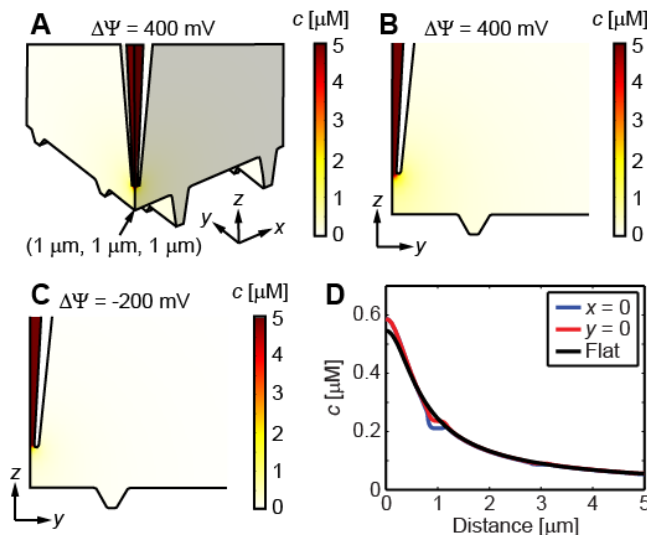 A ΔΨ = 400 mV
c [µM]
5
4
3
2
1
0
(1 µm, 1 µm, 1 µm)
z
y
x
B ΔΨ = 400 mV
c [µM]
5
4
3
2
1
0
z
y
C ΔΨ = -200 mV
c [µM]
5
4
3
2
1
0
z
y
D
x = 0
y = 0
Flat
c [µM]
0.6
0.4
0.2
0
0 1 2 3 4 5
Distance [µm]